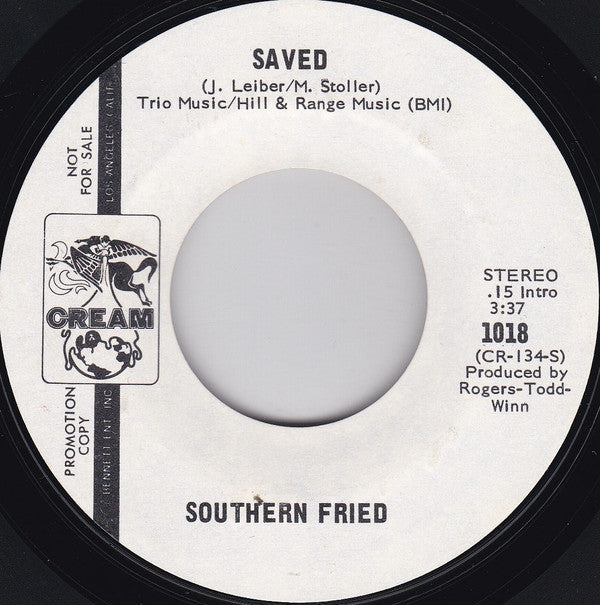 SAVED
(J. Leiber/M. Stoller)
Trio Music/Hill & Range Music (BMI)
NOT
FOR SALE
LOS ANGELES, CALIF.
CREAM
STEREO
.15 Intro
3:37
1018
(CR-134-S)
Produced by
Rogers-Todd-
Winn
PROMOTION
COPY
BENNETT ENT. INC.
SOUTHERN FRIED